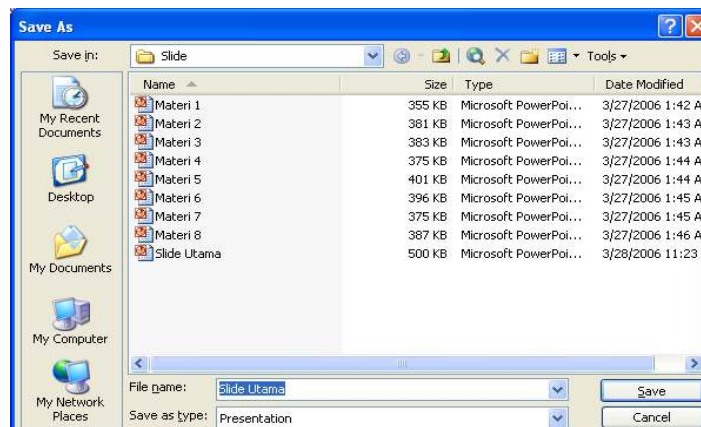 Save As
Save in: Slide Tools
Name Size Type Date Modified
Materi 1 355 KB Microsoft PowerPoi... 3/27/2006 1:42 A
Materi 2 381 KB Microsoft PowerPoi... 3/27/2006 1:43 A
Materi 3 383 KB Microsoft PowerPoi... 3/27/2006 1:43 A
Materi 4 375 KB Microsoft PowerPoi... 3/27/2006 1:44 A
Materi 5 401 KB Microsoft PowerPoi... 3/27/2006 1:44 A
Materi 6 396 KB Microsoft PowerPoi... 3/27/2006 1:45 A
Materi 7 375 KB Microsoft PowerPoi... 3/27/2006 1:45 A
Materi 8 387 KB Microsoft PowerPoi... 3/27/2006 1:46 A
Slide Utama 500 KB Microsoft PowerPoi... 3/28/2006 11:23
My Recent
Documents
Desktop
My Documents
My Computer
My Network
Places
File name: Slide Utama Save
Save as type: Presentation Cancel